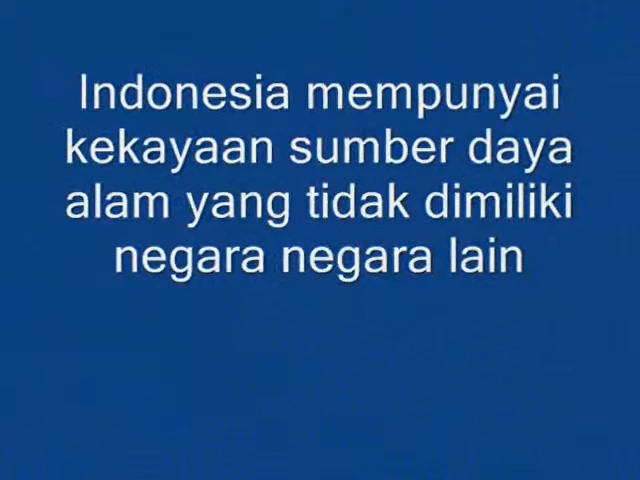 Indonesia mempunyai
kekayaan sumber daya
alam yang tidak dimiliki
negara negara lain